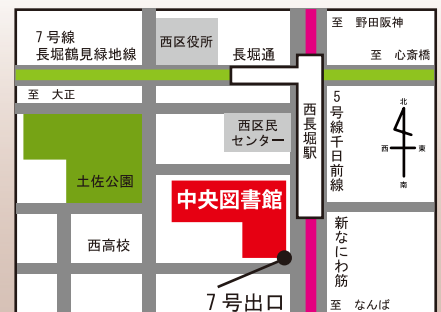 7号線
長堀鶴見緑地線
西区役所
長堀通
至 野田阪神
至 心斎橋
至 大正
西区民
センター
西長堀駅
5号線千日前線
北
西
東
南
土佐公園
中央図書館
西高校
新なにわ筋
7号出口
至 なんば